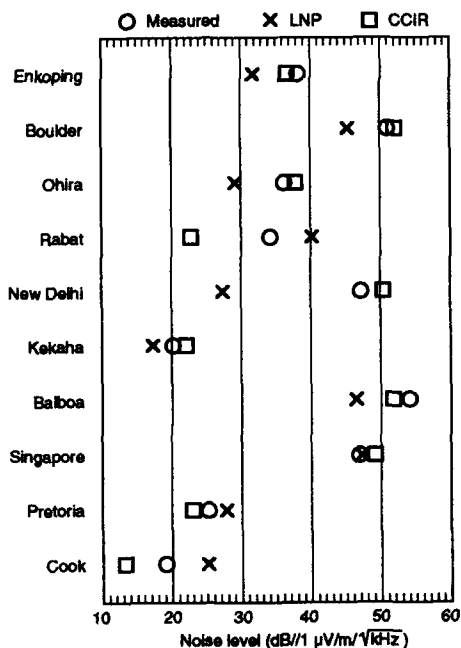 Measured LNP CCIR
Enkoping
Boulder
Ohira
Rabat
New Delhi
Kekaha
Balboa
Singapore
Pretoria
Cook
10 20 30 40 50 60
Noise level (dB//1 µV/m/√kHz)